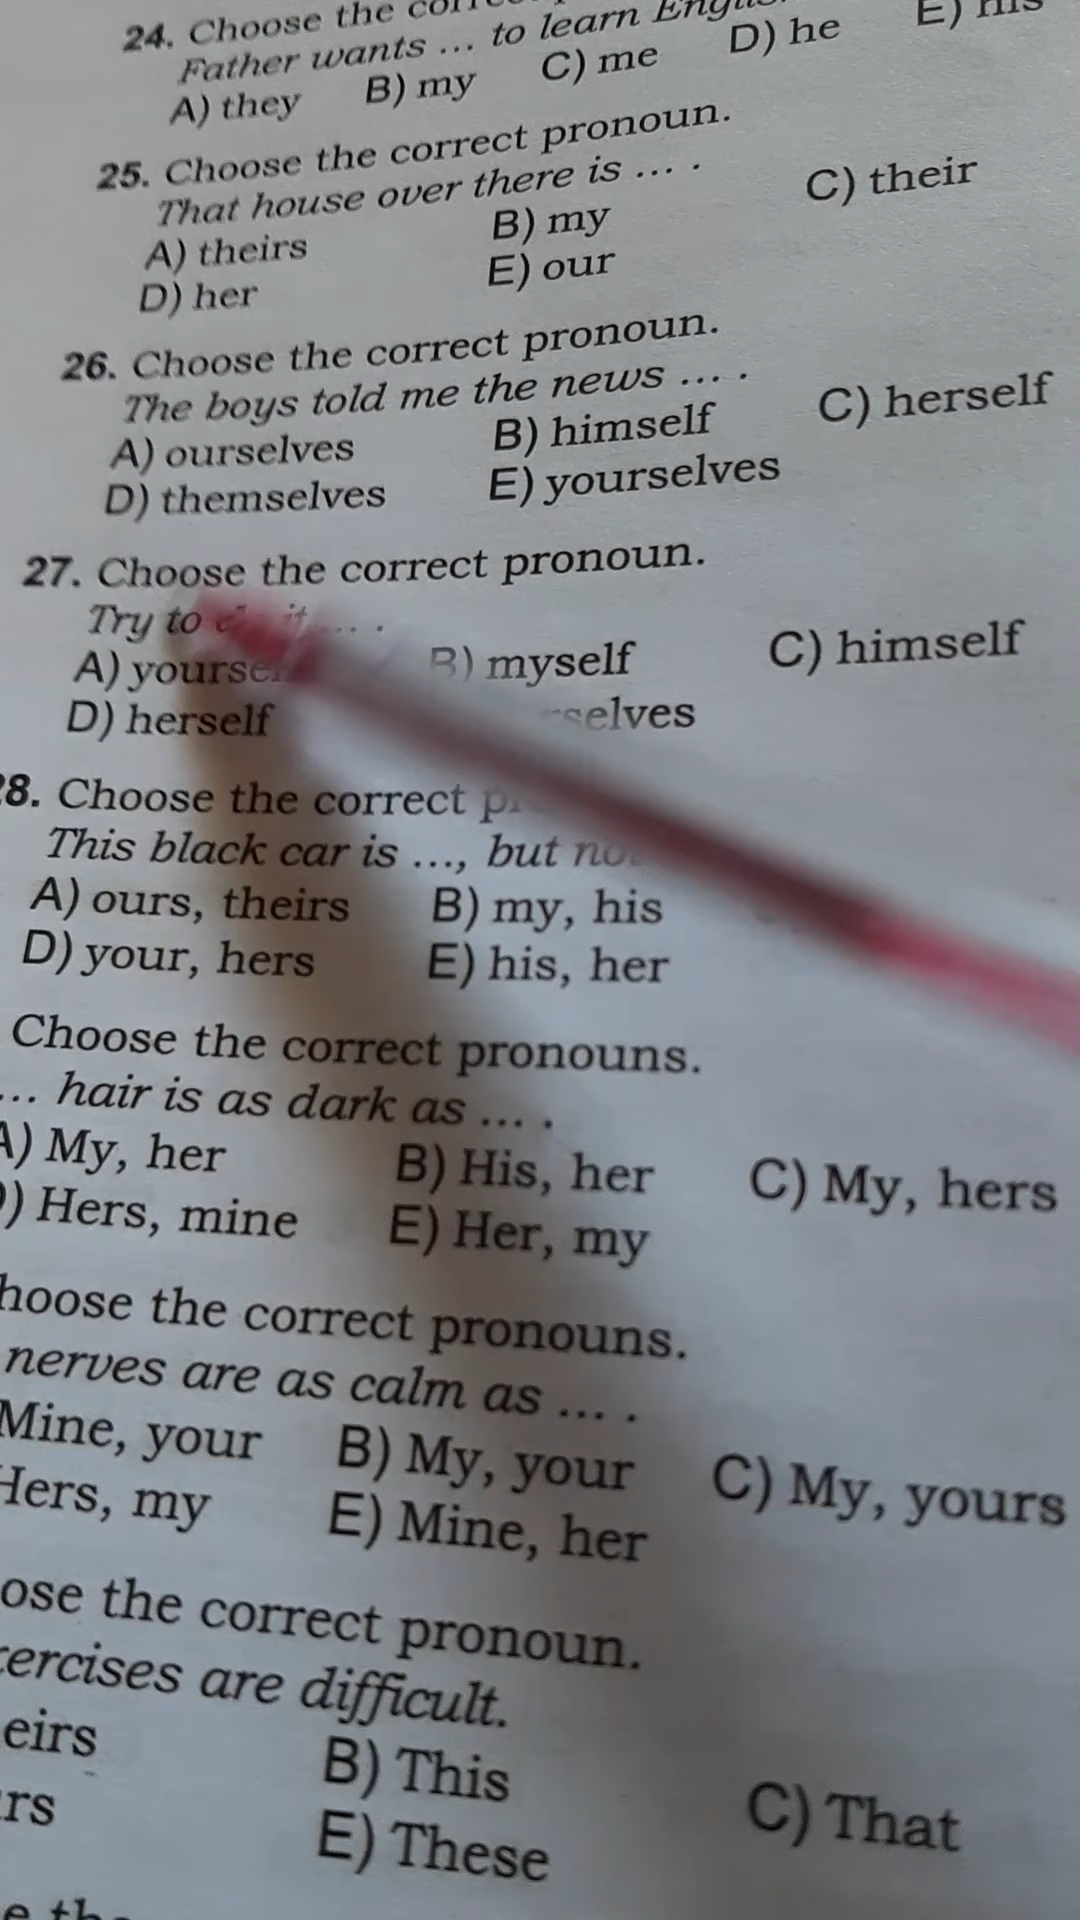 24. Choose the
Father wants ... to learn
A) they B) my C) me D) he E) his
25. Choose the correct pronoun.
That house over there is ... .
A) theirs B) my C) their
D) her E) our
26. Choose the correct pronoun.
The boys told me the news ... .
A) ourselves B) himself C) herself
D) themselves E) yourselves
27. Choose the correct pronoun.
Try to it ... .
A) B) myself C) himself
D) herself
8. Choose the correct
This black car is ..., but
A) ours, theirs B) my, his
D) your, hers E) his, her
Choose the correct pronouns.
... hair is as dark as ... .
A) My, her B) His, her C) My, hers
) Hers, mine E) Her, my
hoose the correct pronouns.
nerves are as calm as ... .
Mine, your B) My, your C) My, yours
Hers, my E) Mine, her
ose the correct pronoun.
ercises are difficult.
eirs B) This C) That
rs E) These